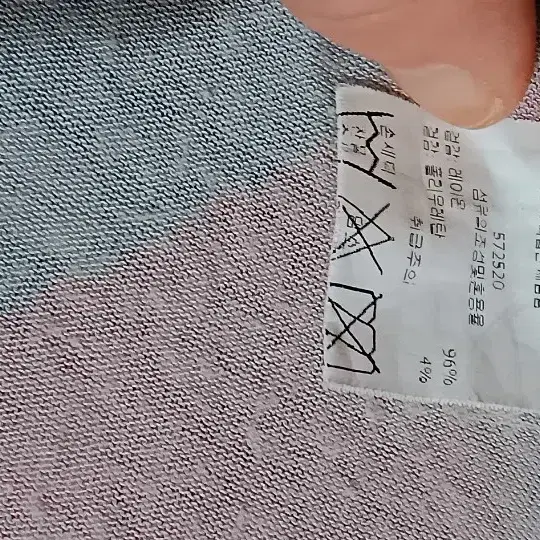 572520
섬유의조성및혼용율
겉감: 레이온 96%
겉감: 폴리우레탄 4%
취급주의
손세탁